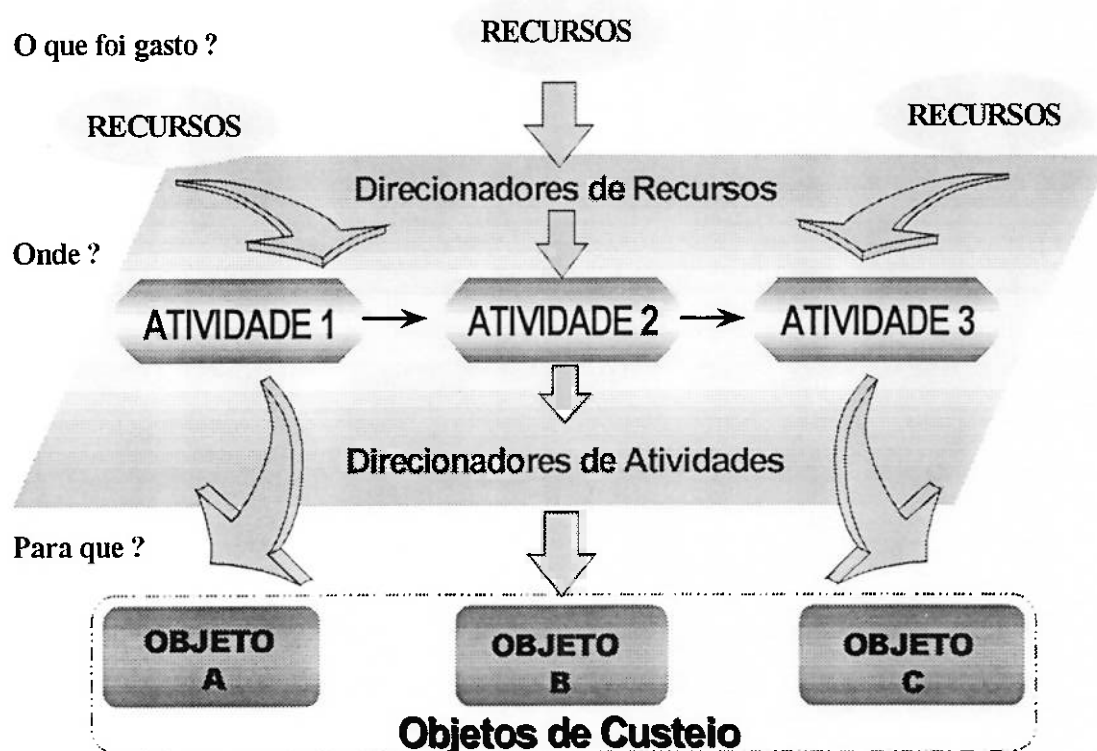 O que foi gasto ?
RECURSOS
RECURSOS
RECURSOS
Direcionadores de Recursos
Onde ?
ATIVIDADE 1
ATIVIDADE 2
ATIVIDADE 3
Direcionadores de Atividades
Para que ?
OBJETO
A
OBJETO
B
OBJETO
C
Objetos de Custeio